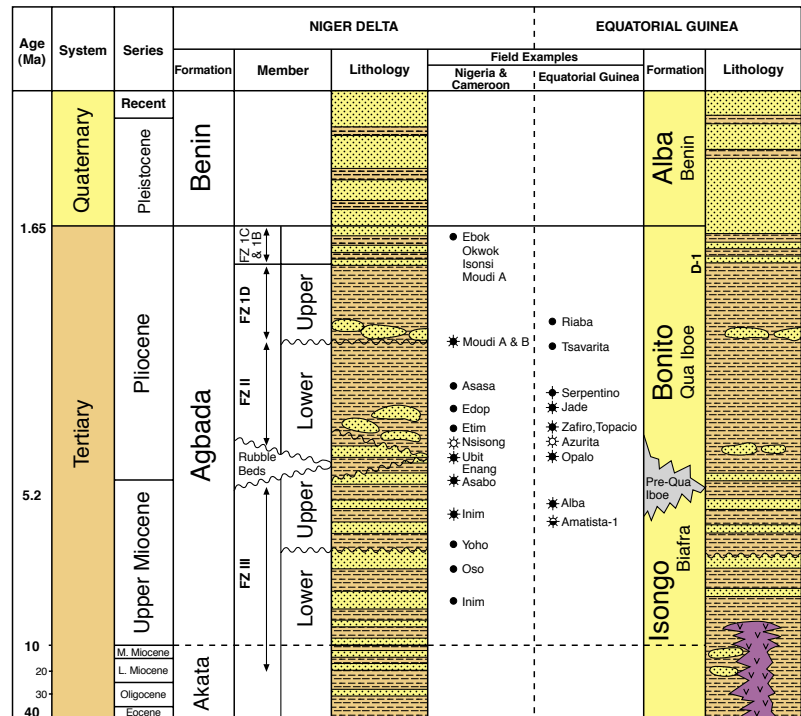 NIGER DELTA
EQUATORIAL GUINEA
Age
(Ma)
System
Series
Formation
Member
Lithology
Field Examples
Nigeria &
Cameroon
Equatorial Guinea
Formation
Lithology
Quaternary
Recent
Pleistocene
Benin
Alba
Benin
1.65
Tertiary
Pliocene
Agbada
FZ 1C
& 1B
FZ 1D
Upper
FZ II
Lower
Rubble
Beds
Ebok
Okwok
Isonsi
Moudi A
Riaba
Moudi A & B
Tsavarita
Asasa
Serpentino
Edop
Jade
Etim
Zafiro,Topacio
Nsisong
Azurita
Ubit
Opalo
Enang
Asabo
D-1
Bonito
Qua Iboe
Pre-Qua
Iboe
5.2
Upper Miocene
FZ III
Upper
Lower
Alba
Inim
Amatista-1
Yoho
Oso
Inim
Isongo
Biafra
10
M. Miocene
20
L. Miocene
30
Oligocene
40
Eocene
Akata